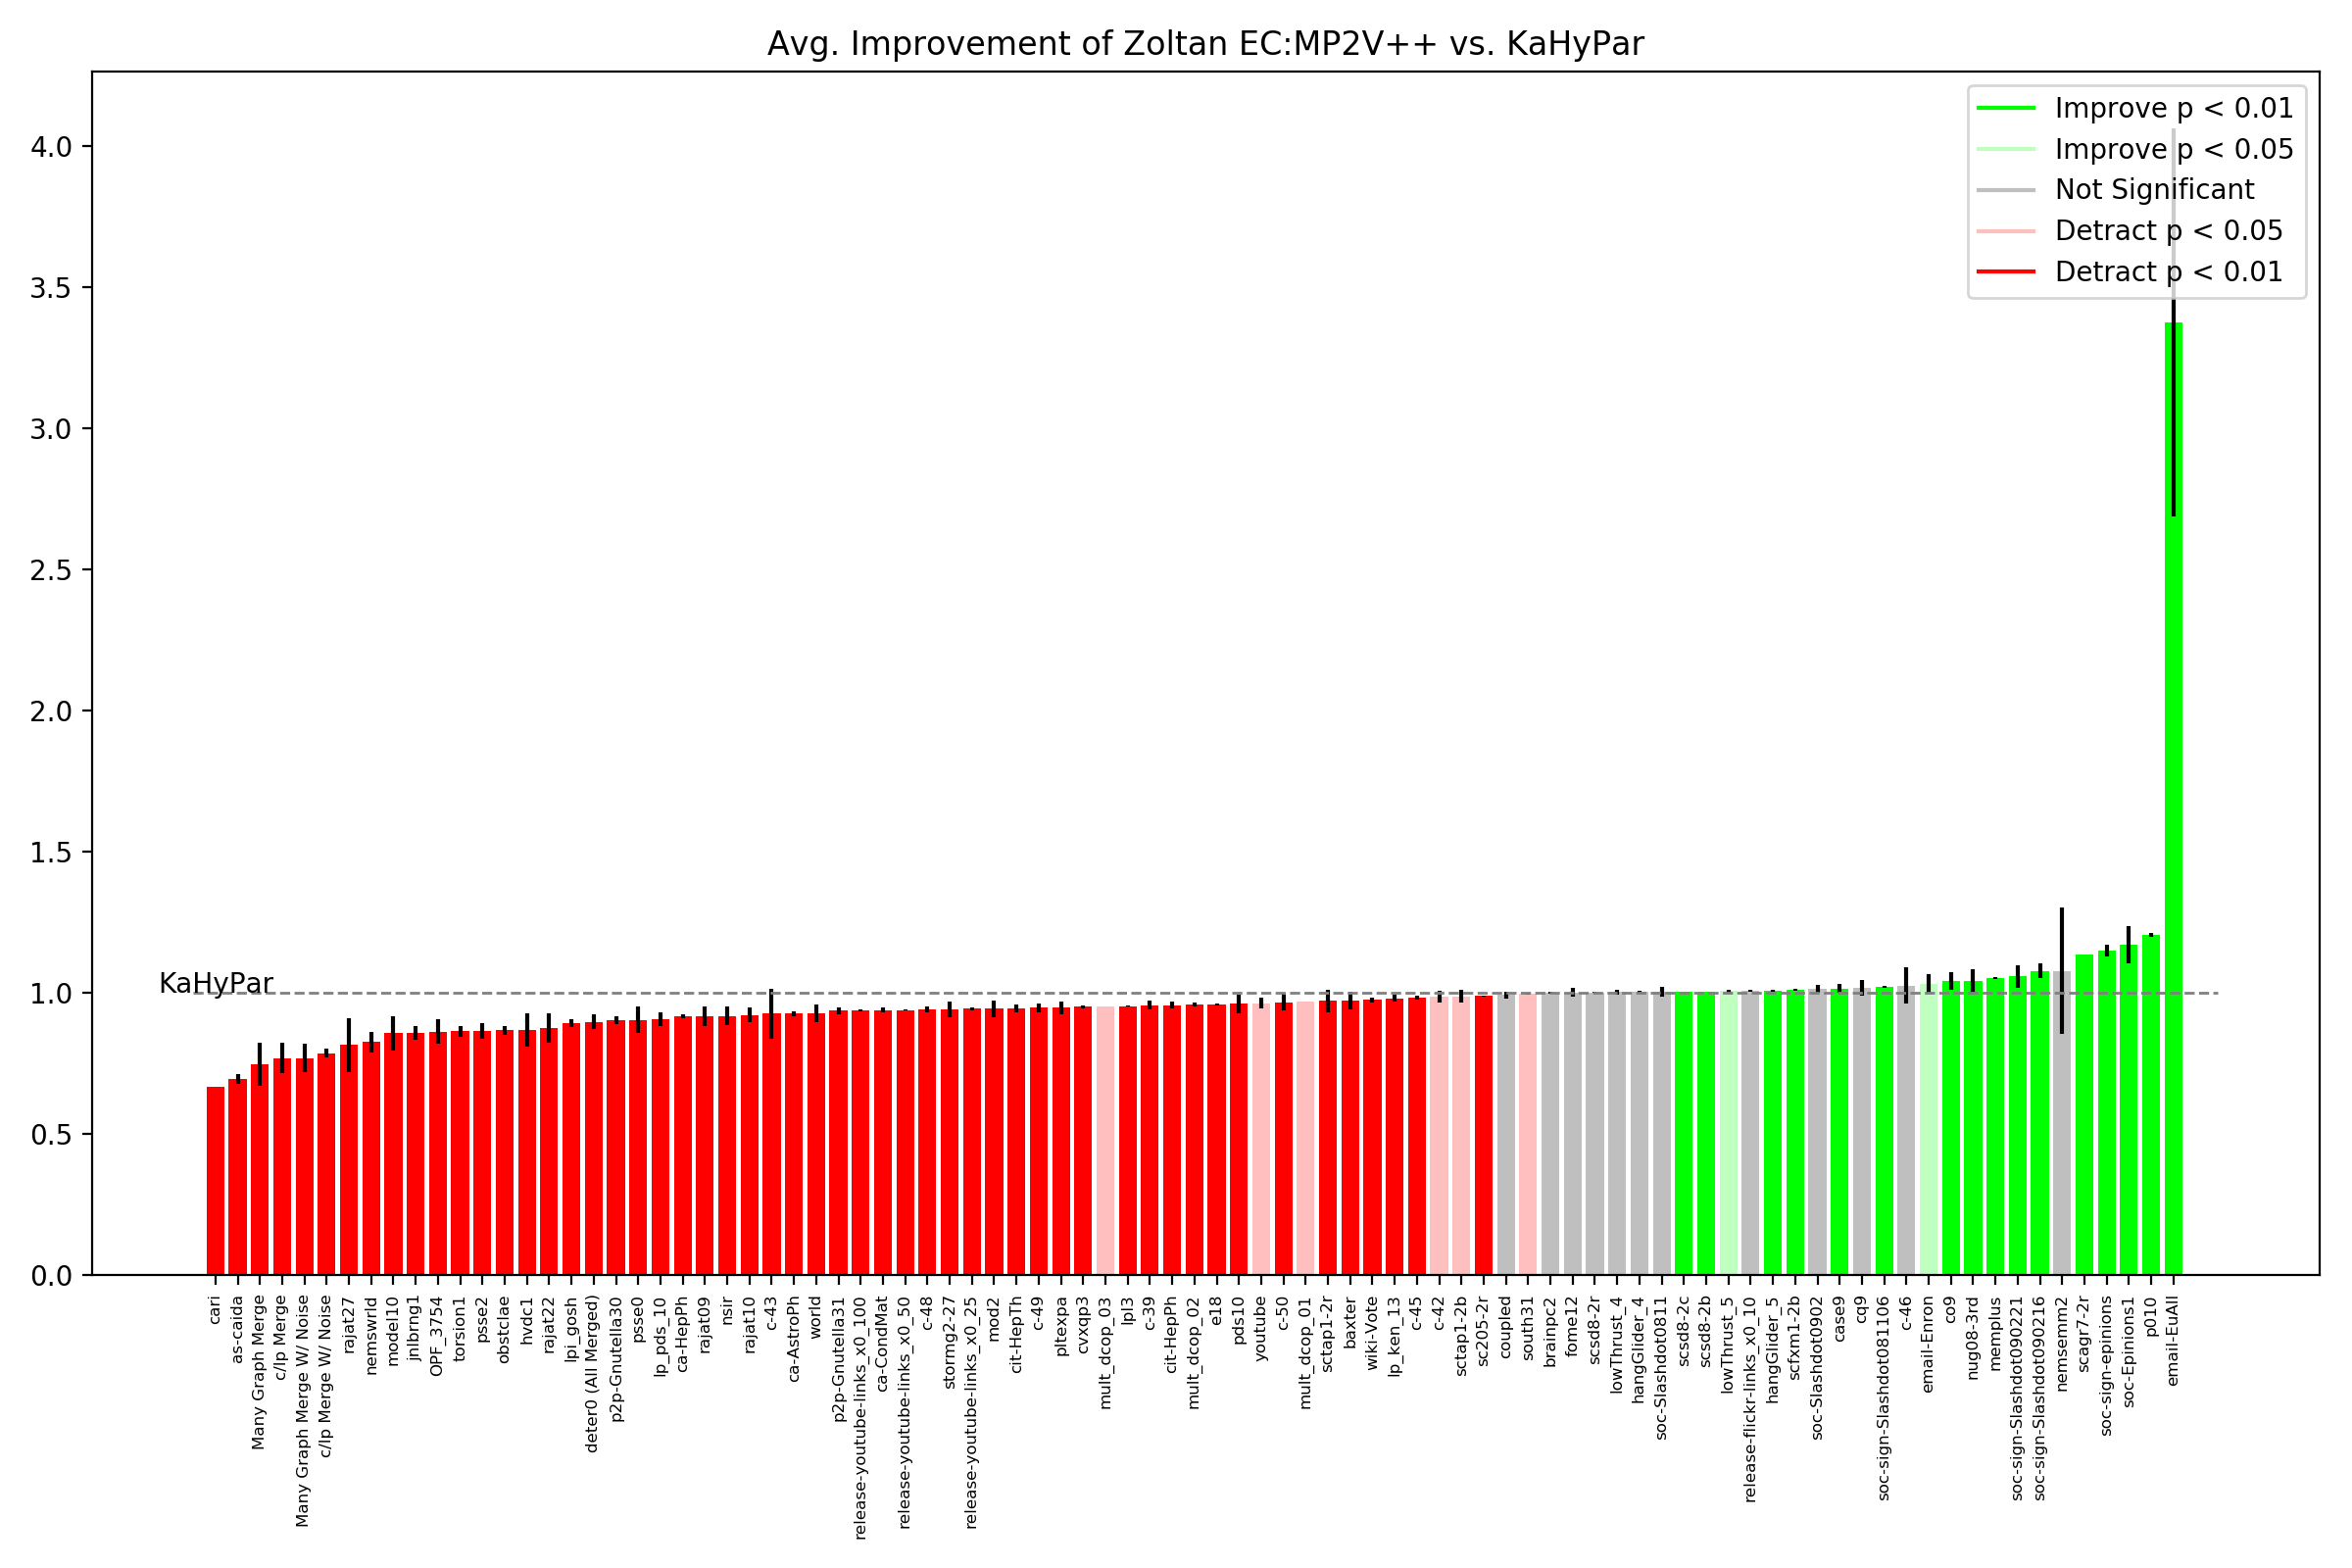 Avg. Improvement of Zoltan EC:MP2V++ vs. KaHyPar
Improve p < 0.01
Improve p < 0.05
Not Significant
Detract p < 0.05
Detract p < 0.01
4.0
3.5
3.0
2.5
2.0
1.5
1.0
0.5
0.0
KaHyPar
cari
as-caida
Many Graph Merge
c/lp Merge
Many Graph Merge W/ Noise
c/lp Merge W/ Noise
rajat27
nemswrld
model10
jnlbrng1
OPF_3754
torsion1
psse2
obstclae
hvdc1
rajat22
lpi_gosh
deter0 (All Merged)
p2p-Gnutella30
psse0
lp_pds_10
ca-HepPh
rajat09
nsir
rajat10
c-43
ca-AstroPh
world
p2p-Gnutella31
release-youtube-links_x0_100
ca-CondMat
release-youtube-links_x0_50
c-48
stormg2-27
release-youtube-links_x0_25
mod2
cit-HepTh
c-49
pltexpa
cvxqp3
mult_dcop_03
lpl3
c-39
cit-HepPh
mult_dcop_02
e18
pds10
youtube
c-50
mult_dcop_01
sctap1-2r
baxter
wiki-Vote
lp_ken_13
c-45
c-42
sctap1-2b
sc205-2r
coupled
south31
brainpc2
fome12
scsd8-2r
lowThrust_4
hangGlider_4
soc-Slashdot0811
scsd8-2c
scsd8-2b
lowThrust_5
release-flickr-links_x0_10
hangGlider_5
scfxm1-2b
soc-Slashdot0902
case9
cq9
soc-sign-Slashdot081106
c-46
email-Enron
co9
nug08-3rd
memplus
soc-sign-Slashdot090221
soc-sign-Slashdot090216
nemsemm2
scagr7-2r
soc-sign-epinions
soc-Epinions1
p010
email-EuAll